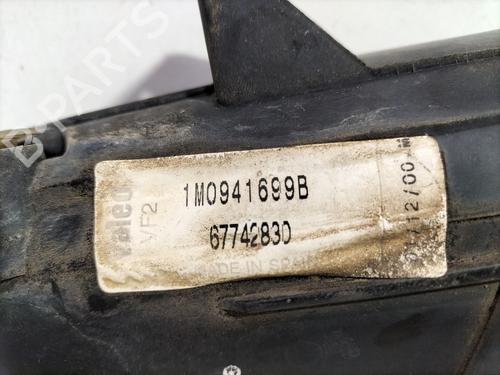 valeo
VF2
1M0941699B
67742830
MADE IN SPAIN
/12/00
B-PARTS